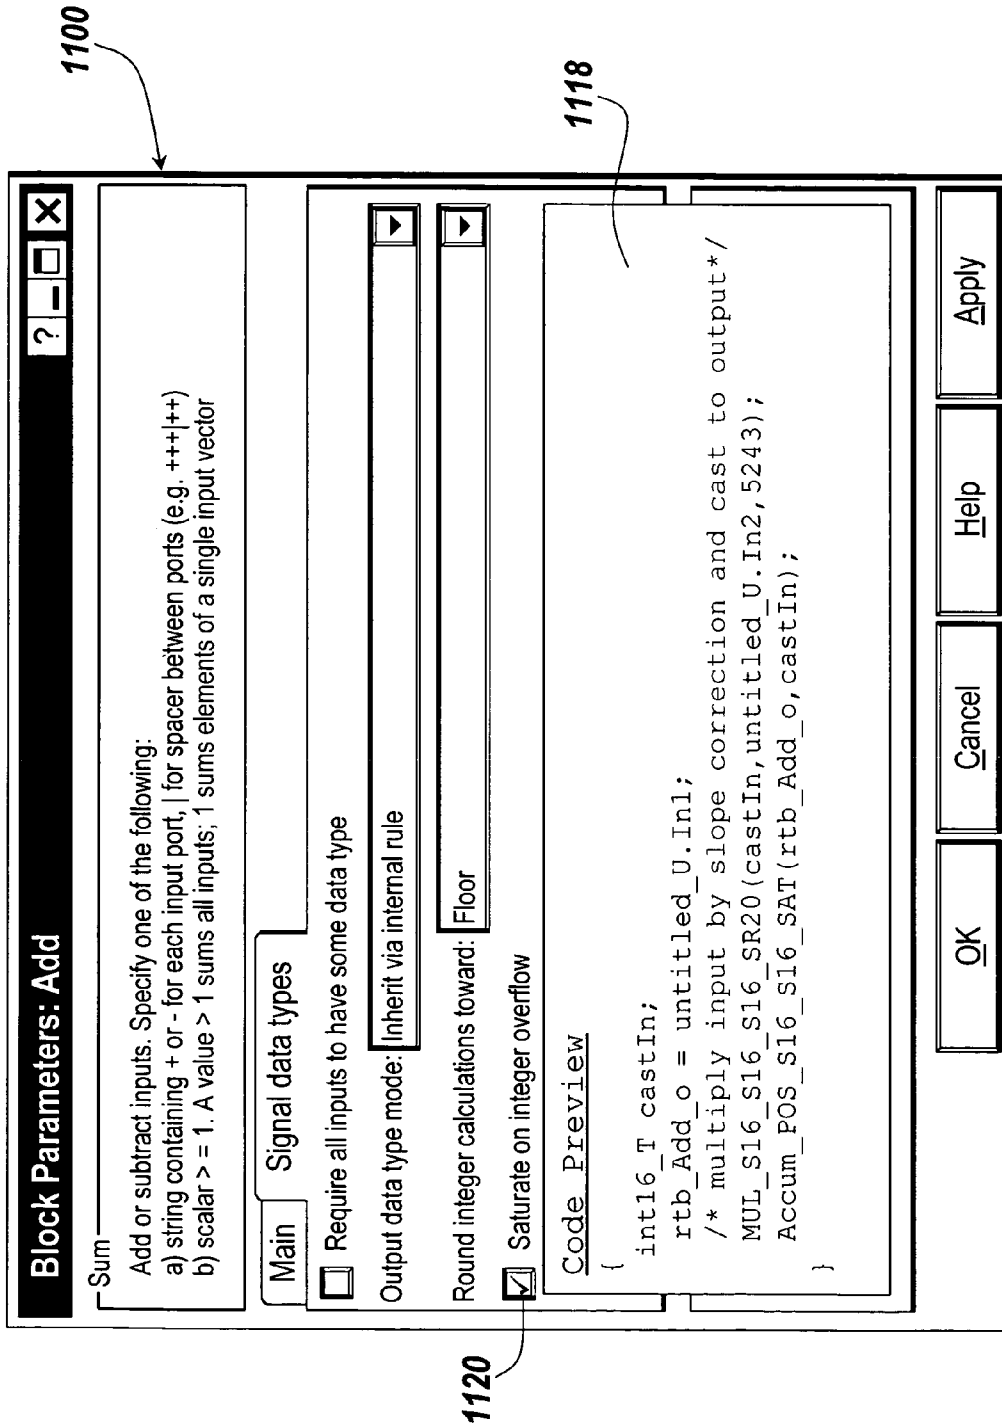 1100
Block Parameters: Add
?
Sum
Add or subtract inputs. Specify one of the following:
a) string containing + or - for each input port, | for spacer between ports (e.g. +++|++)
b) scalar > = 1. A value > 1 sums all inputs; 1 sums elements of a single input vector
Main
Signal data types
Require all inputs to have some data type
Output data type mode: Inherit via internal rule
Round integer calculations toward: Floor
1120
Saturate on integer overflow
1118
Code Preview
{
int16_T castIn;
rtb_Add_o = untitled_U.In1;
/* multiply input by slope correction and cast to output*/
MUL_S16_S16_S16_SR20(castIn,untitled_U.In2,5243);
Accum_POS_S16_S16_SAT(rtb_Add_o,castIn);
}
OK
Cancel
Help
Apply